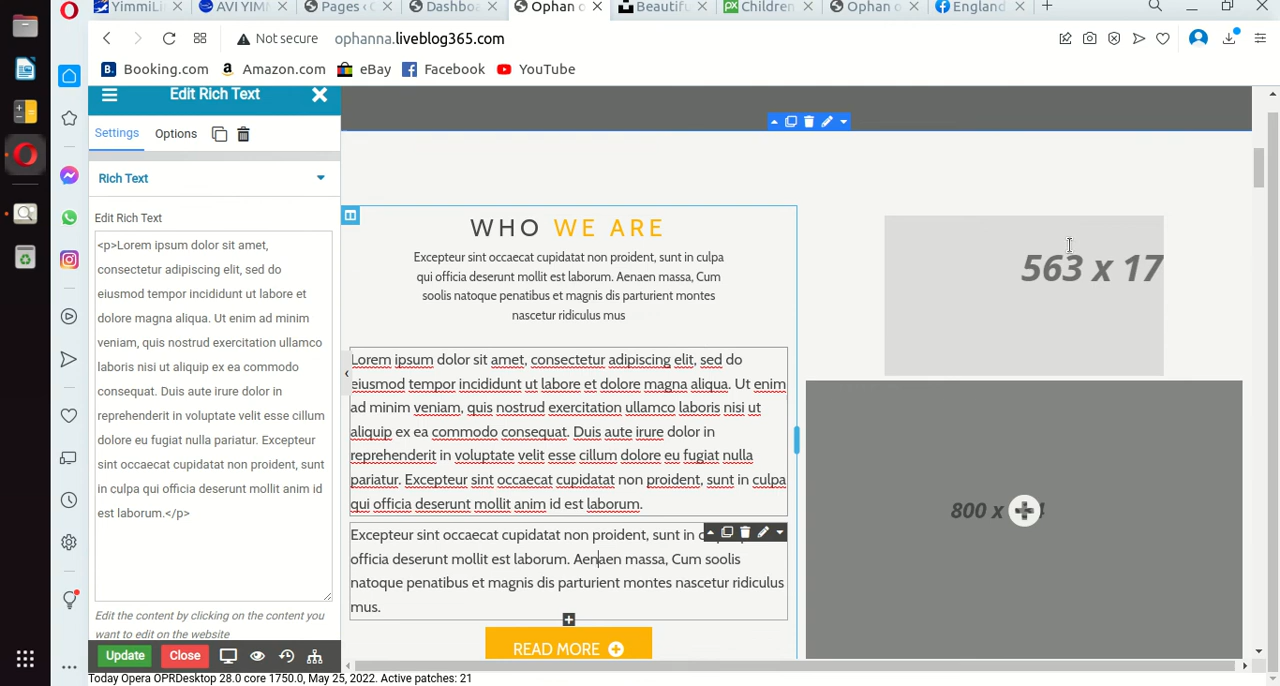 YimmiLi
AVI YIMM
Pages ‹
Dashbo
Ophan o
Beautif
Children
Ophan o
England
Not secure
ophanna.liveblog365.com
B. Booking.com
a Amazon.com
eBay
Facebook
YouTube
Edit Rich Text
Settings
Options
Rich Text
Edit Rich Text
<p>Lorem ipsum dolor sit amet,
consectetur adipiscing elit, sed do
eiusmod tempor incididunt ut labore et
dolore magna aliqua. Ut enim ad minim
veniam, quis nostrud exercitation ullamco
laboris nisi ut aliquip ex ea commodo
consequat. Duis aute irure dolor in
reprehenderit in voluptate velit esse cillum
dolore eu fugiat nulla pariatur. Excepteur
sint occaecat cupidatat non proident, sunt
in culpa qui officia deserunt mollit anim id
est laborum.</p>
Edit the content by clicking on the content you
want to edit on the website
Update
Close
WHO WE ARE
Excepteur sint occaecat cupidatat non proident, sunt in culpa
qui officia deserunt mollit est laborum. Aenaen massa, Cum
soolis natoque penatibus et magnis dis parturient montes
nascetur ridiculus mus
Lorem ipsum dolor sit amet, consectetur adipiscing elit, sed do
eiusmod tempor incididunt ut labore et dolore magna aliqua. Ut enim
ad minim veniam, quis nostrud exercitation ullamco laboris nisi ut
aliquip ex ea commodo consequat. Duis aute irure dolor in
reprehenderit in voluptate velit esse cillum dolore eu fugiat nulla
pariatur. Excepteur sint occaecat cupidatat non proident, sunt in culpa
qui officia deserunt mollit anim id est laborum.
Excepteur sint occaecat cupidatat non proident, sunt in
officia deserunt mollit est laborum. Aenaen massa, Cum soolis
natoque penatibus et magnis dis parturient montes nascetur ridiculus
mus.
READ MORE
563 x 17
800 x
Today Opera OPRDesktop 28.0 core 1750.0, May 25, 2022. Active patches: 21